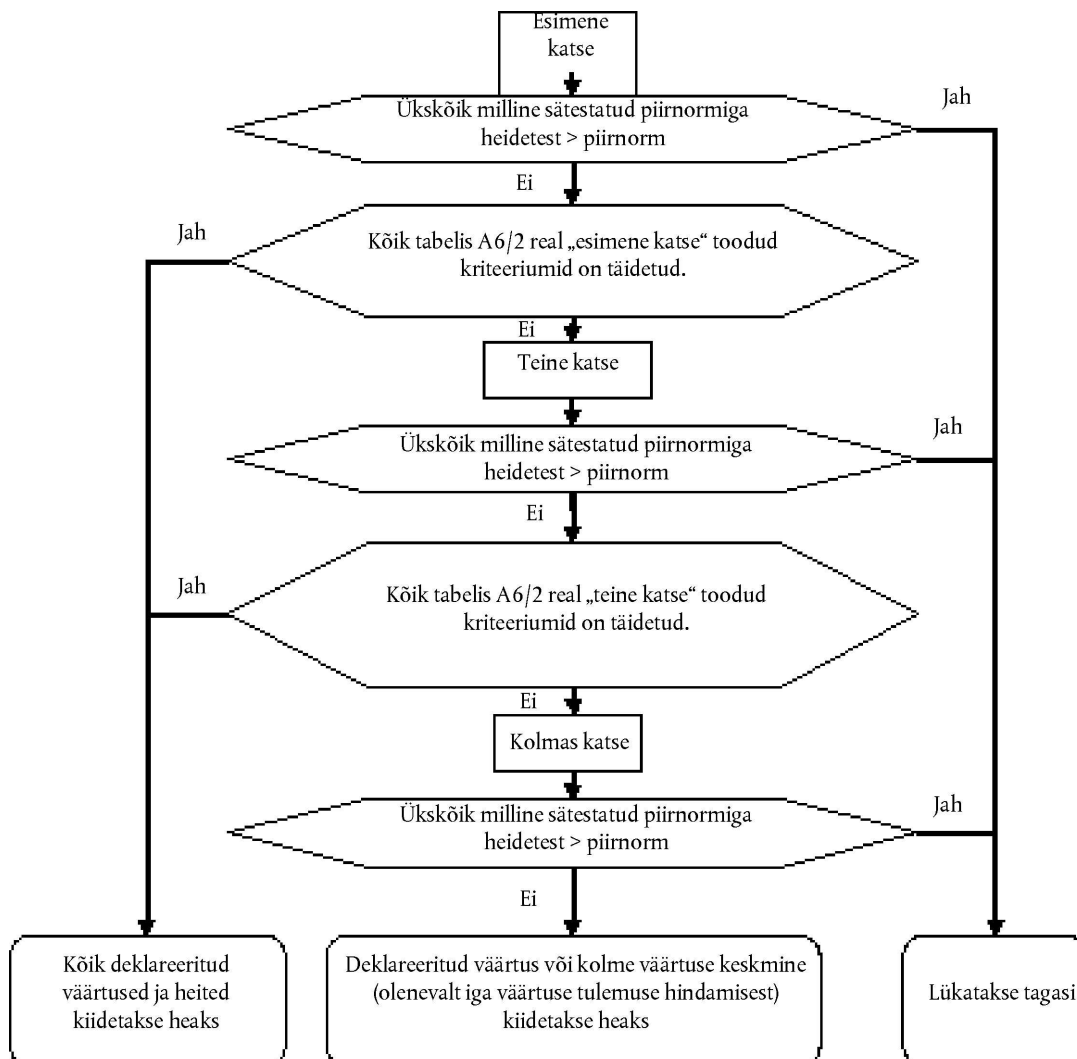 Esimene
katse
Ükskõik milline sätestatud piirnormiga
heidetest > piirnorm
Jah
Ei
Jah
Kõik tabelis A6/2 real „esimene katse“ toodud
kriteeriumid on täidetud.
Ei
Teine katse
Ükskõik milline sätestatud piirnormiga
heidetest > piirnorm
Jah
Ei
Jah
Kõik tabelis A6/2 real „teine katse“ toodud
kriteeriumid on täidetud.
Ei
Kolmas katse
Ükskõik milline sätestatud piirnormiga
heidetest > piirnorm
Jah
Ei
Kõik deklareeritud
väärtused ja heited
kiidetakse heaks
Deklareeritud väärtus või kolme väärtuse keskmine
(olenevalt iga väärtuse tulemuse hindamisest)
kiidetakse heaks
Lükatakse tagasi